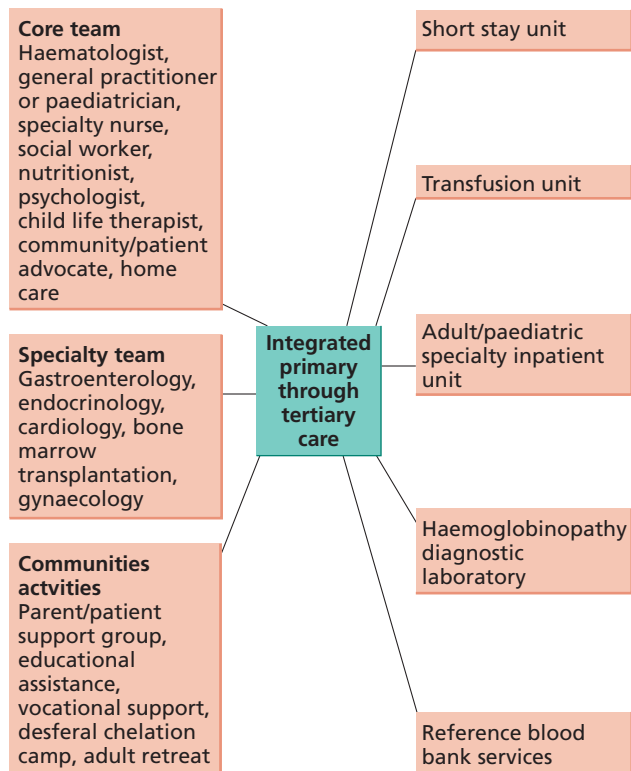 Core team
Haematologist,
general practitioner
or paediatrician,
specialty nurse,
social worker,
nutritionist,
psychologist,
child life therapist,
community/patient
advocate, home
care
Specialty team
Gastroenterology,
endocrinology,
cardiology, bone
marrow
transplantation,
gynaecology
Communities
actvities
Parent/patient
support group,
educational
assistance,
vocational support,
desferal chelation
camp, adult retreat
Integrated
primary
through
tertiary
care
Short stay unit
Transfusion unit
Adult/paediatric
specialty inpatient
unit
Haemoglobinopathy
diagnostic
laboratory
Reference blood
bank services